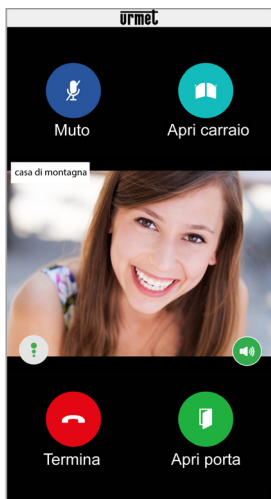 urmet
Muto
Apri carraio
casa di montagna
Termina
Apri porta